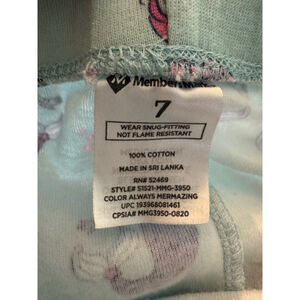 Member's Mark
7
WEAR SNUG-FITTING
NOT FLAME RESISTANT
100% COTTON
MADE IN SRI LANKA
RN# 52469
STYLE# S1521-MMG-3950
COLOR ALWAYS MERMAZING
UPC 193968081461
CPSIA# MMG3950-0820